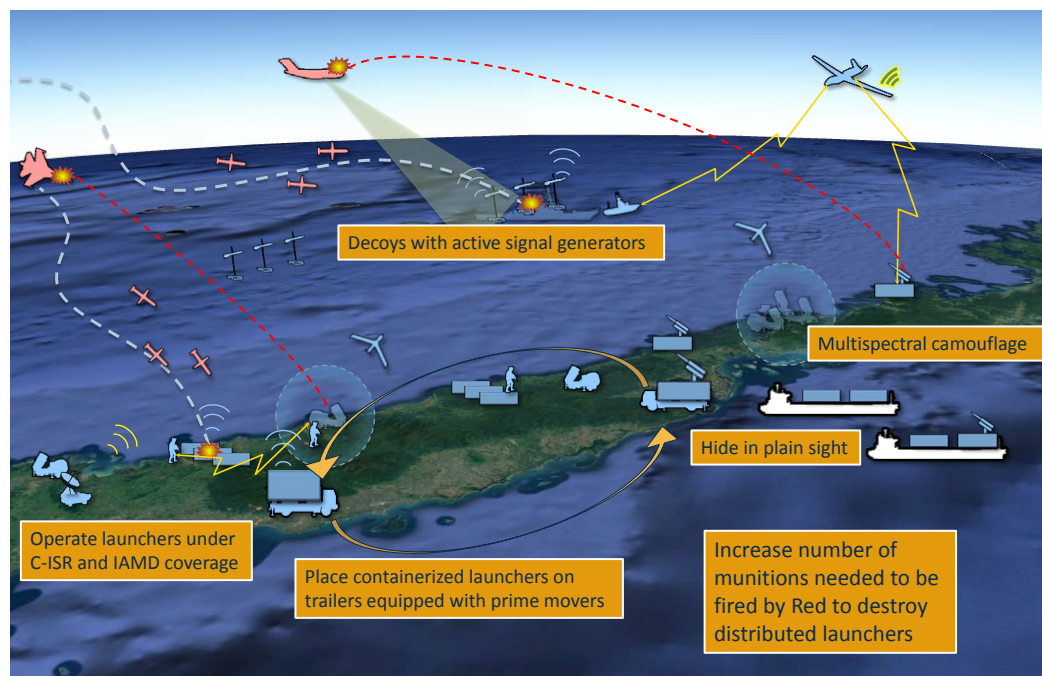 Decoys with active signal generators
Multispectral camouflage
Hide in plain sight
Operate launchers under
C-ISR and IAMD coverage
Place containerized launchers on
trailers equipped with prime movers
Increase number of
munitions needed to be
fired by Red to destroy
distributed launchers